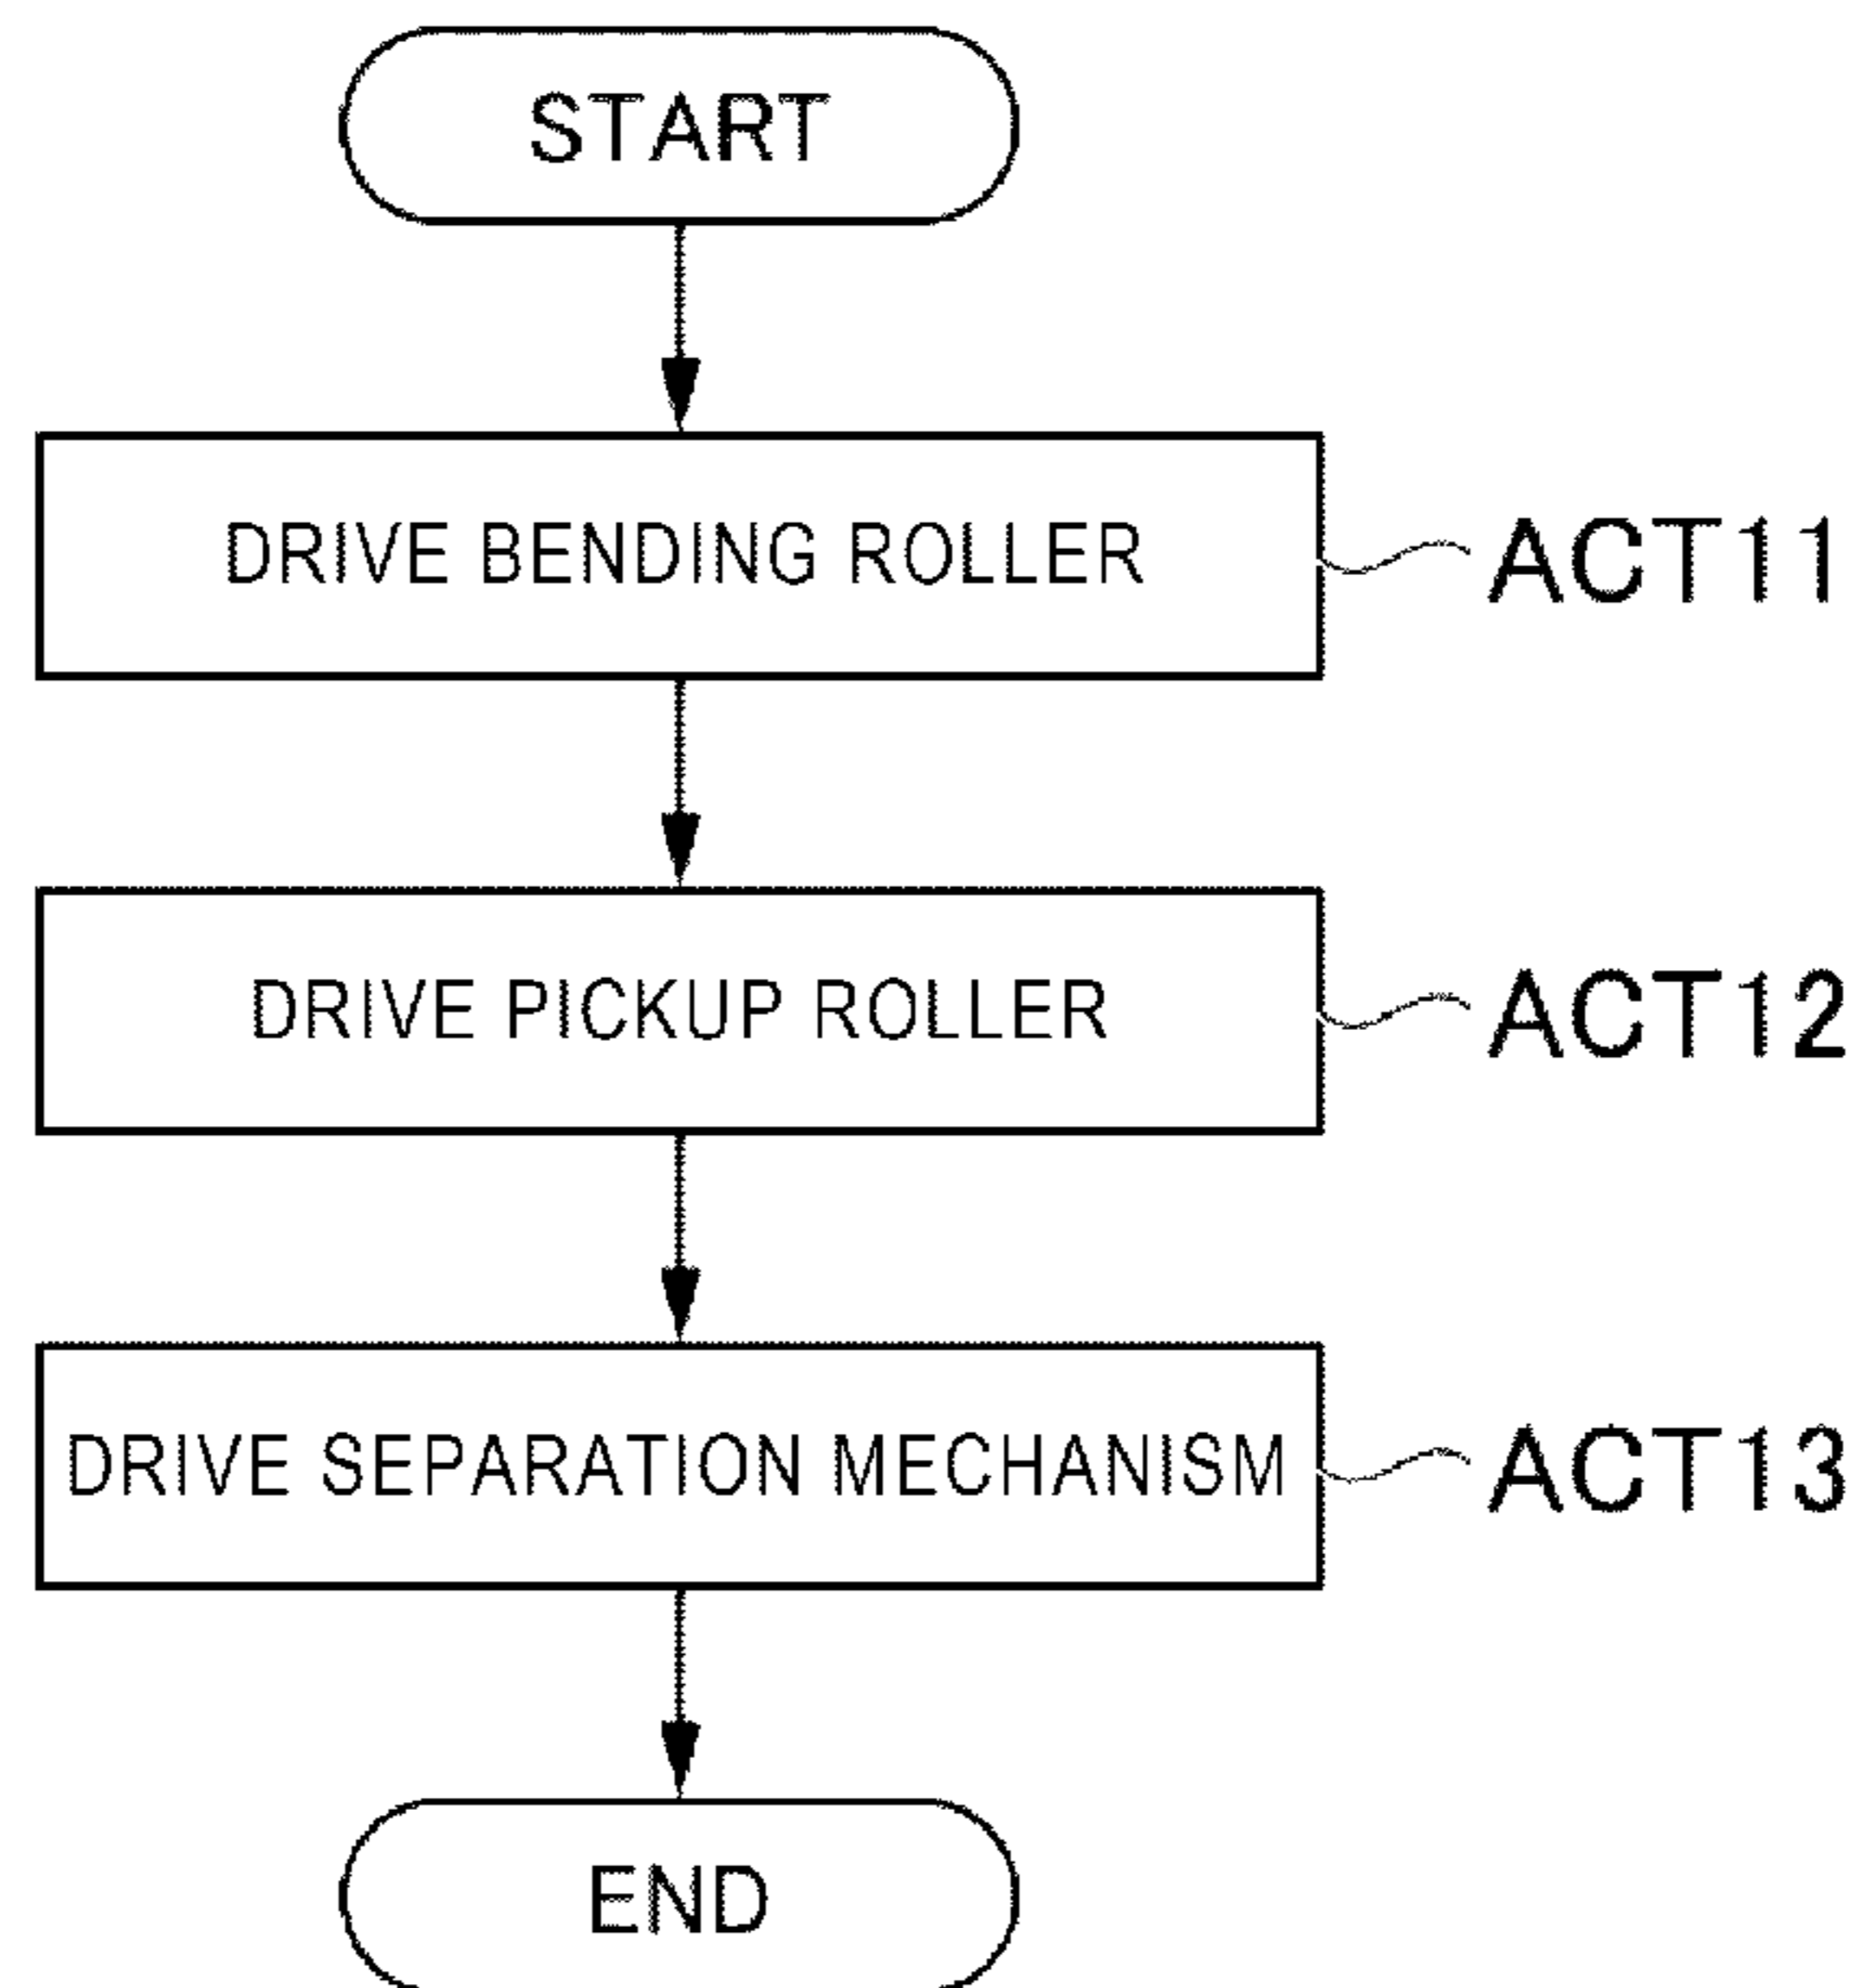 START
DRIVE BENDING ROLLER
ACT11
DRIVE PICKUP ROLLER
ACT12
DRIVE SEPARATION MECHANISM
ACT13
END